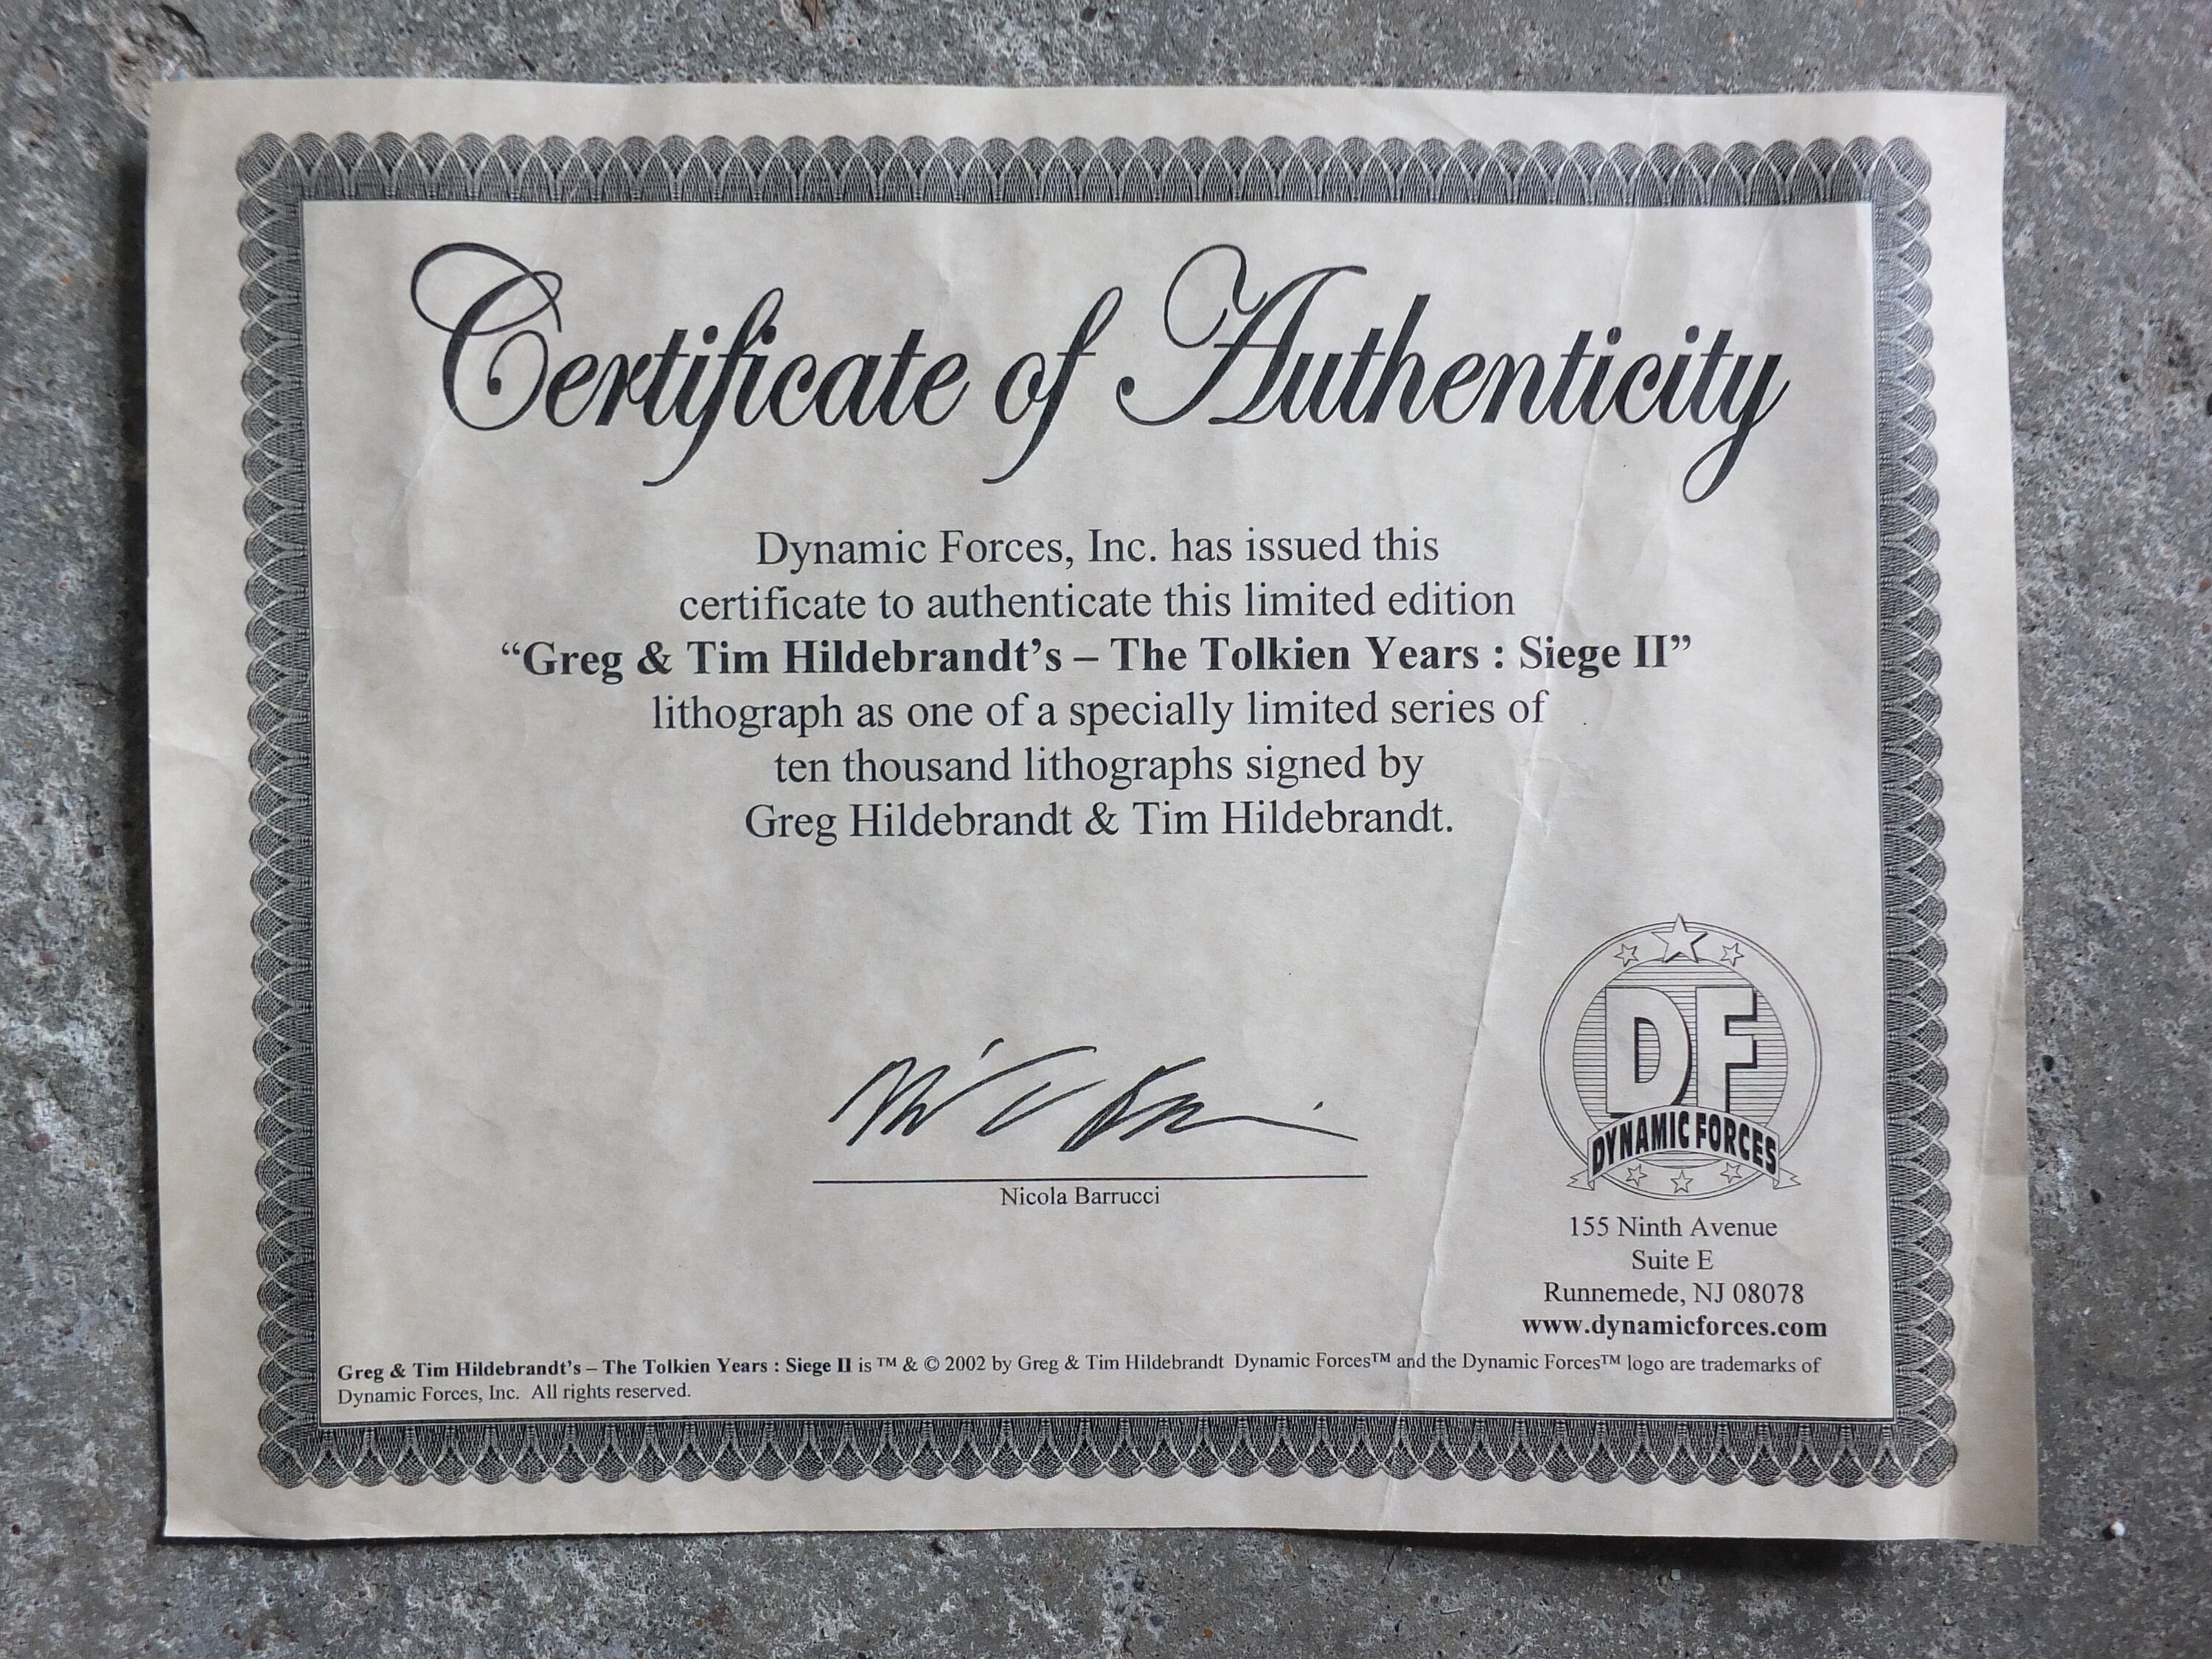 Certificate of Authenticity
Dynamic Forces, Inc. has issued this
certificate to authenticate this limited edition
“Greg & Tim Hildebrandt’s – The Tolkien Years : Siege II”
lithograph as one of a specially limited series of
ten thousand lithographs signed by
Greg Hildebrandt & Tim Hildebrandt.
Nicola Barrucci
DF
DYNAMIC FORCES
155 Ninth Avenue
Suite E
Runnemede, NJ 08078
www.dynamicforces.com
Greg & Tim Hildebrandt’s – The Tolkien Years : Siege II is ™ & © 2002 by Greg & Tim Hildebrandt Dynamic Forces™ and the Dynamic Forces™ logo are trademarks of
Dynamic Forces, Inc. All rights reserved.